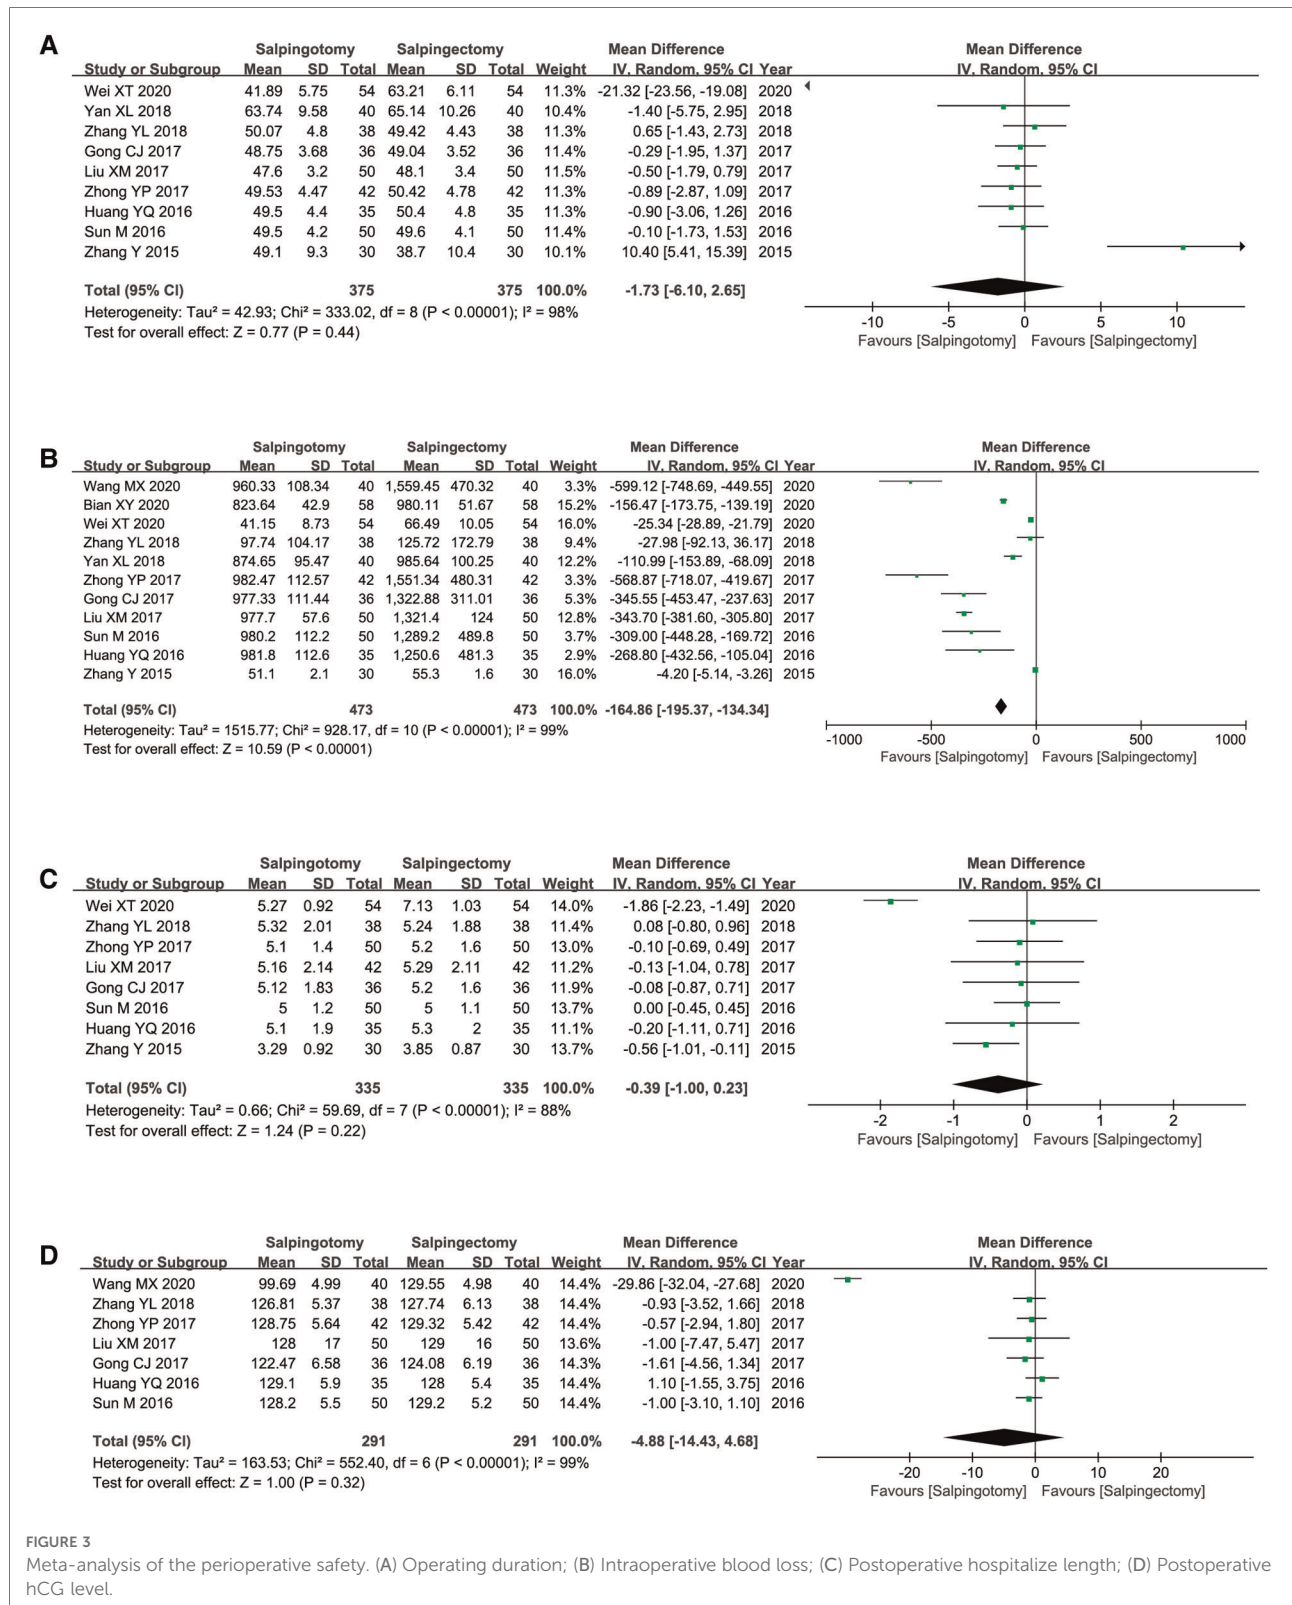 A
Salpingotomy Salpingectomy Mean Difference Mean Difference
Study or Subgroup Mean SD Total Mean SD Total Weight IV, Random, 95% CI Year IV, Random, 95% CI
Wei XT 2020 41.89 5.75 54 63.21 6.11 54 11.3% -21.32 [-23.56, -19.08] 2020
Yan XL 2018 63.74 9.58 40 65.14 10.26 40 10.4% -1.40 [-5.75, 2.95] 2018
Zhang YL 2018 50.07 4.8 38 49.42 4.43 38 11.3% 0.65 [-1.43, 2.73] 2018
Gong CJ 2017 48.75 3.68 36 49.04 3.52 36 11.4% -0.29 [-1.95, 1.37] 2017
Liu XM 2017 47.6 3.2 50 48.1 3.4 50 11.5% -0.50 [-1.79, 0.79] 2017
Zhong YP 2017 49.53 4.47 42 50.42 4.78 42 11.3% -0.89 [-2.87, 1.09] 2017
Huang YQ 2016 49.5 4.4 35 50.4 4.8 35 11.3% -0.90 [-3.06, 1.26] 2016
Sun M 2016 49.5 4.2 50 49.6 4.1 50 11.4% -0.10 [-1.73, 1.53] 2016
Zhang Y 2015 49.1 9.3 30 38.7 10.4 30 10.1% 10.40 [5.41, 15.39] 2015
Total (95% CI) 375 375 100.0% -1.73 [-6.10, 2.65]
Heterogeneity: Tau² = 42.93; Chi² = 333.02, df = 8 (P < 0.00001); I² = 98%
Test for overall effect: Z = 0.77 (P = 0.44)
-10 -5 0 5 10
Favours [Salpingotomy] Favours [Salpingectomy]
B
Salpingotomy Salpingectomy Mean Difference Mean Difference
Study or Subgroup Mean SD Total Mean SD Total Weight IV, Random, 95% CI Year IV, Random, 95% CI
Wang MX 2020 960.33 108.34 40 1,559.45 470.32 40 3.3% -599.12 [-748.69, -449.55] 2020
Bian XY 2020 823.64 42.9 58 980.11 51.67 58 15.2% -156.47 [-173.75, -139.19] 2020
Wei XT 2020 41.15 8.73 54 66.49 10.05 54 16.0% -25.34 [-28.89, -21.79] 2020
Zhang YL 2018 97.74 104.17 38 125.72 172.79 38 9.4% -27.98 [-92.13, 36.17] 2018
Yan XL 2018 874.65 95.47 40 985.64 100.25 40 12.2% -110.99 [-153.89, -68.09] 2018
Zhong YP 2017 982.47 112.57 42 1,551.34 480.31 42 3.3% -568.87 [-718.07, -419.67] 2017
Gong CJ 2017 977.33 111.44 36 1,322.88 311.01 36 5.3% -345.55 [-453.47, -237.63] 2017
Liu XM 2017 977.7 57.6 50 1,321.4 124 50 12.8% -343.70 [-381.60, -305.80] 2017
Sun M 2016 980.2 112.2 50 1,289.2 489.8 50 3.7% -309.00 [-448.28, -169.72] 2016
Huang YQ 2016 981.8 112.6 35 1,250.6 481.3 35 2.9% -268.80 [-432.56, -105.04] 2016
Zhang Y 2015 51.1 2.1 30 55.3 1.6 30 16.0% -4.20 [-5.14, -3.26] 2015
Total (95% CI) 473 473 100.0% -164.86 [-195.37, -134.34]
Heterogeneity: Tau² = 1515.77; Chi² = 928.17, df = 10 (P < 0.00001); I² = 99%
Test for overall effect: Z = 10.59 (P < 0.00001)
-1000 -500 0 500 1000
Favours [Salpingotomy] Favours [Salpingectomy]
C
Salpingotomy Salpingectomy Mean Difference Mean Difference
Study or Subgroup Mean SD Total Mean SD Total Weight IV, Random, 95% CI Year IV, Random, 95% CI
Wei XT 2020 5.27 0.92 54 7.13 1.03 54 14.0% -1.86 [-2.23, -1.49] 2020
Zhang YL 2018 5.32 2.01 38 5.24 1.88 38 11.4% 0.08 [-0.80, 0.96] 2018
Zhong YP 2017 5.1 1.4 50 5.2 1.6 50 13.0% -0.10 [-0.69, 0.49] 2017
Liu XM 2017 5.16 2.14 42 5.29 2.11 42 11.2% -0.13 [-1.04, 0.78] 2017
Gong CJ 2017 5.12 1.83 36 5.2 1.6 36 11.9% -0.08 [-0.87, 0.71] 2017
Sun M 2016 5 1.2 50 5 1.1 50 13.7% 0.00 [-0.45, 0.45] 2016
Huang YQ 2016 5.1 1.9 35 5.3 2 35 11.1% -0.20 [-1.11, 0.71] 2016
Zhang Y 2015 3.29 0.92 30 3.85 0.87 30 13.7% -0.56 [-1.01, -0.11] 2015
Total (95% CI) 335 335 100.0% -0.39 [-1.00, 0.23]
Heterogeneity: Tau² = 0.66; Chi² = 59.69, df = 7 (P < 0.00001); I² = 88%
Test for overall effect: Z = 1.24 (P = 0.22)
-2 -1 0 1 2
Favours [Salpingotomy] Favours [Salpingectomy]
D
Salpingotomy Salpingectomy Mean Difference Mean Difference
Study or Subgroup Mean SD Total Mean SD Total Weight IV, Random, 95% CI Year IV, Random, 95% CI
Wang MX 2020 99.69 4.99 40 129.55 4.98 40 14.4% -29.86 [-32.04, -27.68] 2020
Zhang YL 2018 126.81 5.37 38 127.74 6.13 38 14.4% -0.93 [-3.52, 1.66] 2018
Zhong YP 2017 128.75 5.64 42 129.32 5.42 42 14.4% -0.57 [-2.94, 1.80] 2017
Liu XM 2017 128 17 50 129 16 50 13.6% -1.00 [-7.47, 5.47] 2017
Gong CJ 2017 122.47 6.58 36 124.08 6.19 36 14.3% -1.61 [-4.56, 1.34] 2017
Huang YQ 2016 129.1 5.9 35 128 5.4 35 14.4% 1.10 [-1.55, 3.75] 2016
Sun M 2016 128.2 5.5 50 129.2 5.2 50 14.4% -1.00 [-3.10, 1.10] 2016
Total (95% CI) 291 291 100.0% -4.88 [-14.43, 4.68]
Heterogeneity: Tau² = 163.53; Chi² = 552.40, df = 6 (P < 0.00001); I² = 99%
Test for overall effect: Z = 1.00 (P = 0.32)
-20 -10 0 10 20
Favours [Salpingotomy] Favours [Salpingectomy]
FIGURE 3
Meta-analysis of the perioperative safety. (A) Operating duration; (B) Intraoperative blood loss; (C) Postoperative hospitalize length; (D) Postoperative
hCG level.